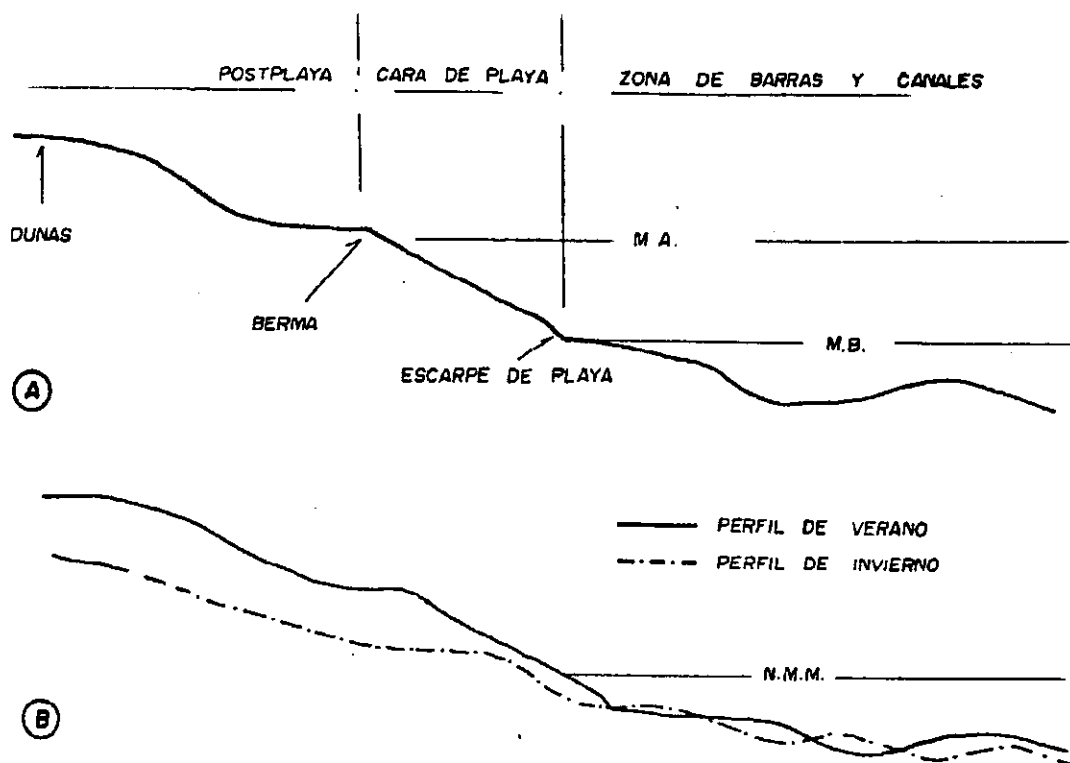 POSTPLAYA CARA DE PLAYA ZONA DE BARRAS Y CANALES
DUNAS
M A.
BERMA
M.B.
ESCARPE DE PLAYA
A
PERFIL DE VERANO
PERFIL DE INVIERNO
N.M.M.
B